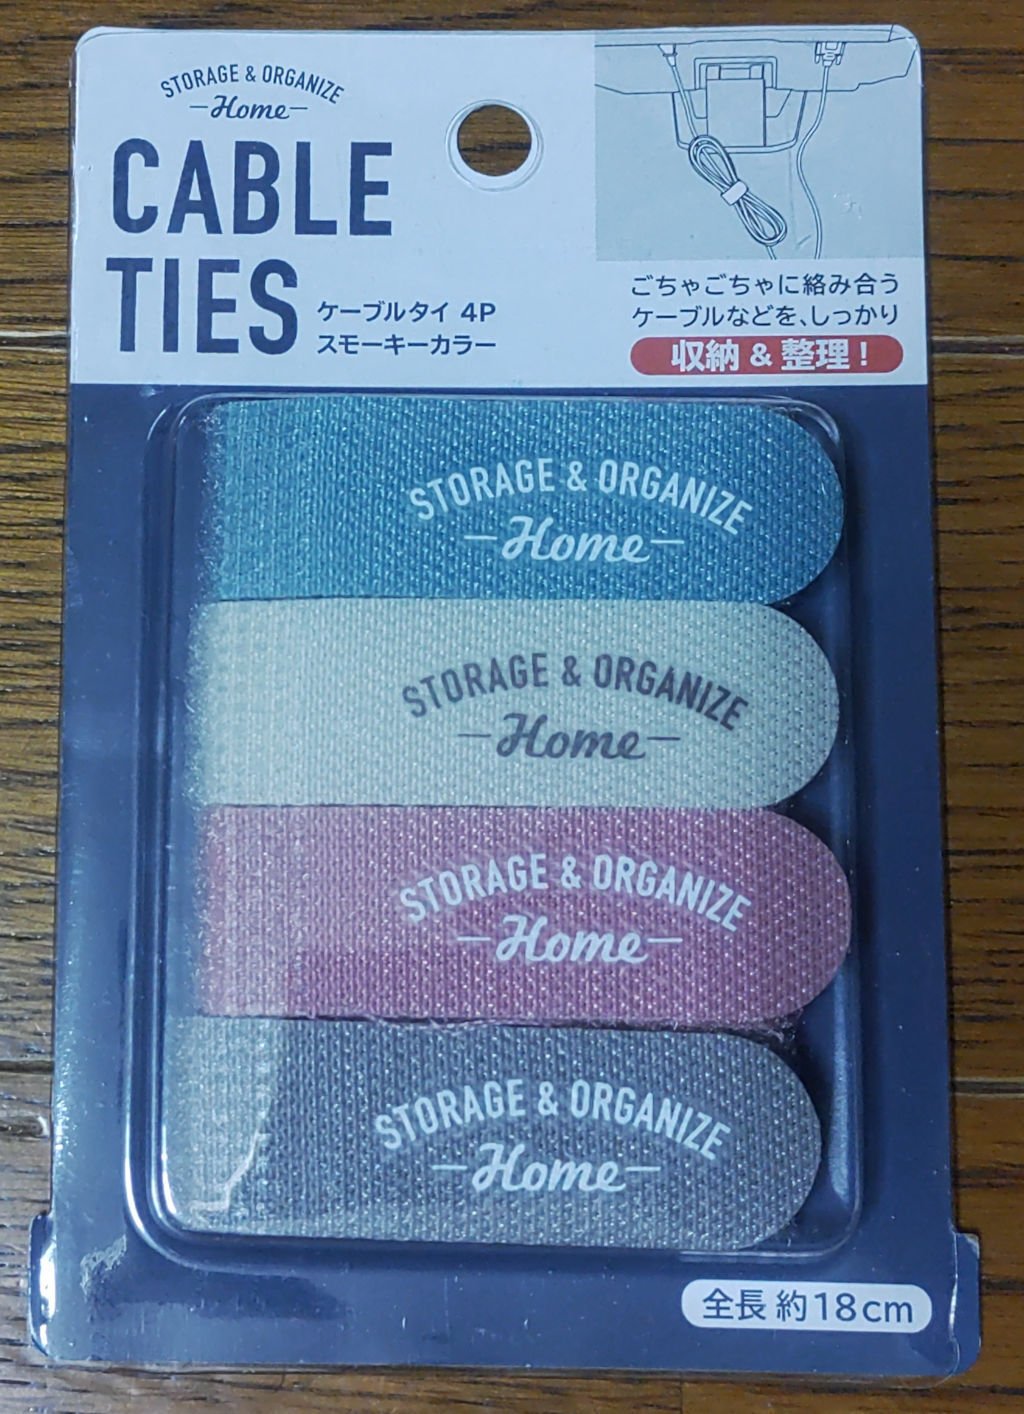 STORAGE & ORGANIZE
Home
CABLE
TIES
ケーブルタイ 4P
スモーキーカラー
ごちゃごちゃに絡み合う
ケーブルなどを、しっかり
収納 & 整理！
STORAGE & ORGANIZE
Home
STORAGE & ORGANIZE
Home
STORAGE & ORGANIZE
Home
STORAGE & ORGANIZE
Home
全長 約18cm